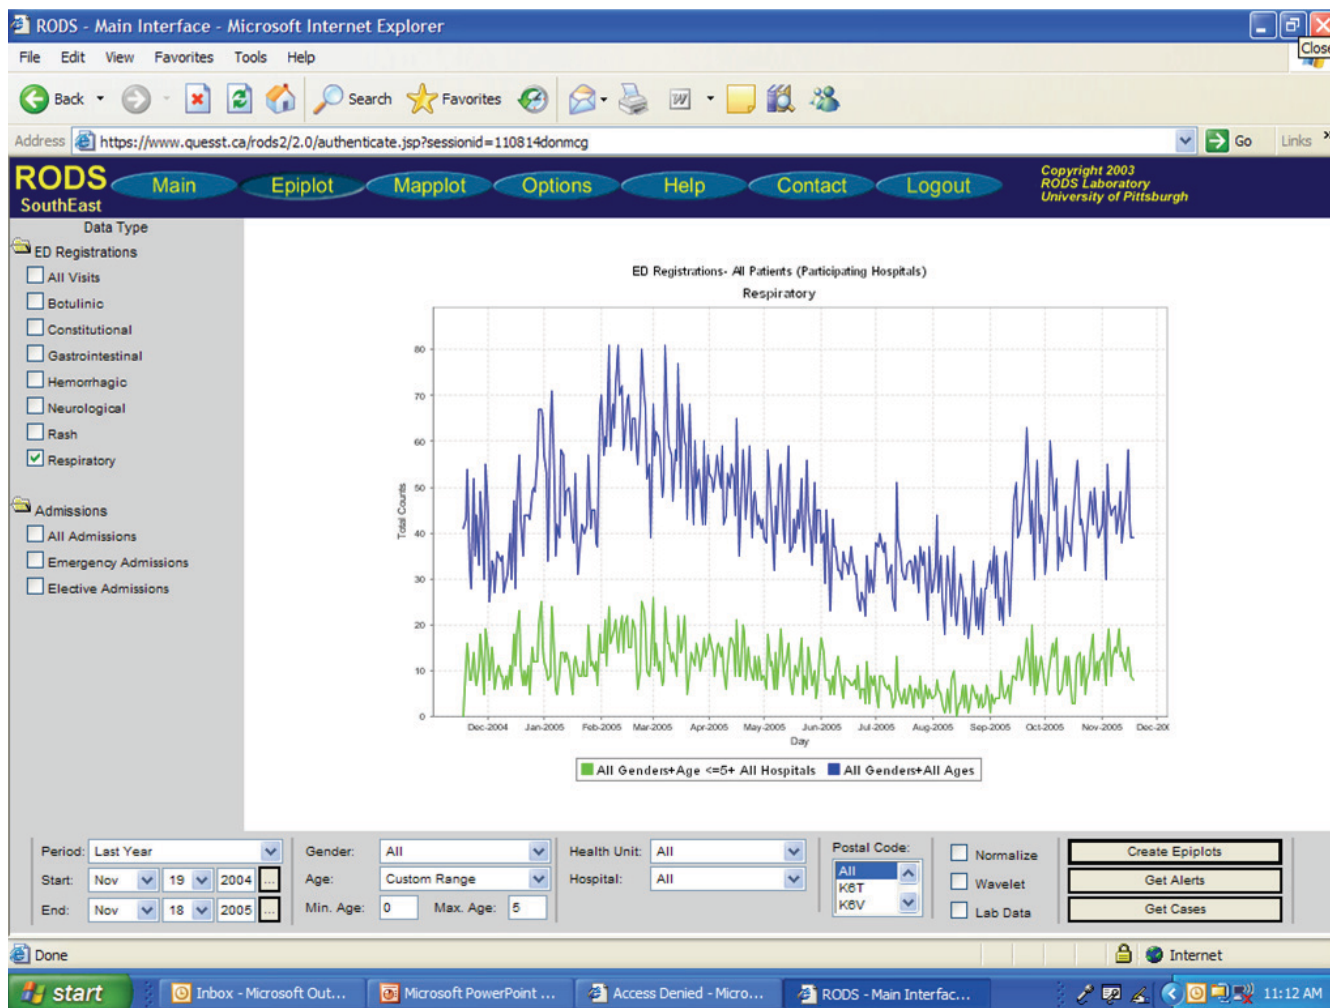 RODS - Main Interface - Microsoft Internet Explorer
Close
File Edit View Favorites Tools Help
Back Search Favorites
Address https://www.quesst.ca/rods2/2.0/authenticate.jsp?sessionid=110814donmcg Go Links
RODS
SouthEast
Main Epiplot Mapplot Options Help Contact Logout
Copyright 2003
RODS Laboratory
University of Pittsburgh
Data Type
ED Registrations
All Visits
Botulinic
Constitutional
Gastrointestinal
Hemorrhagic
Neurological
Rash
Respiratory
Admissions
All Admissions
Emergency Admissions
Elective Admissions
ED Registrations- All Patients (Participating Hospitals)
Respiratory
Total Counts
80
70
60
50
40
30
20
10
0
Dec-2004 Jan-2005 Feb-2005 Mar-2005 Apr-2005 May-2005 Jun-2005 Jul-2005 Aug-2005 Sep-2005 Oct-2005 Nov-2005 Dec-200
Day
All Genders+Age <=5+ All Hospitals All Genders+All Ages
Period: Last Year
Start: Nov 19 2004 ...
End: Nov 18 2005 ...
Gender: All
Age: Custom Range
Min. Age: 0 Max. Age: 5
Health Unit: All
Hospital: All
Postal Code:
All
K6T
K6V
Normalize
Wavelet
Lab Data
Create Epiplots
Get Alerts
Get Cases
Done Internet
start Inbox - Microsoft Out... Microsoft PowerPoint ... Access Denied - Micro... RODS - Main Interfac... 11:12 AM